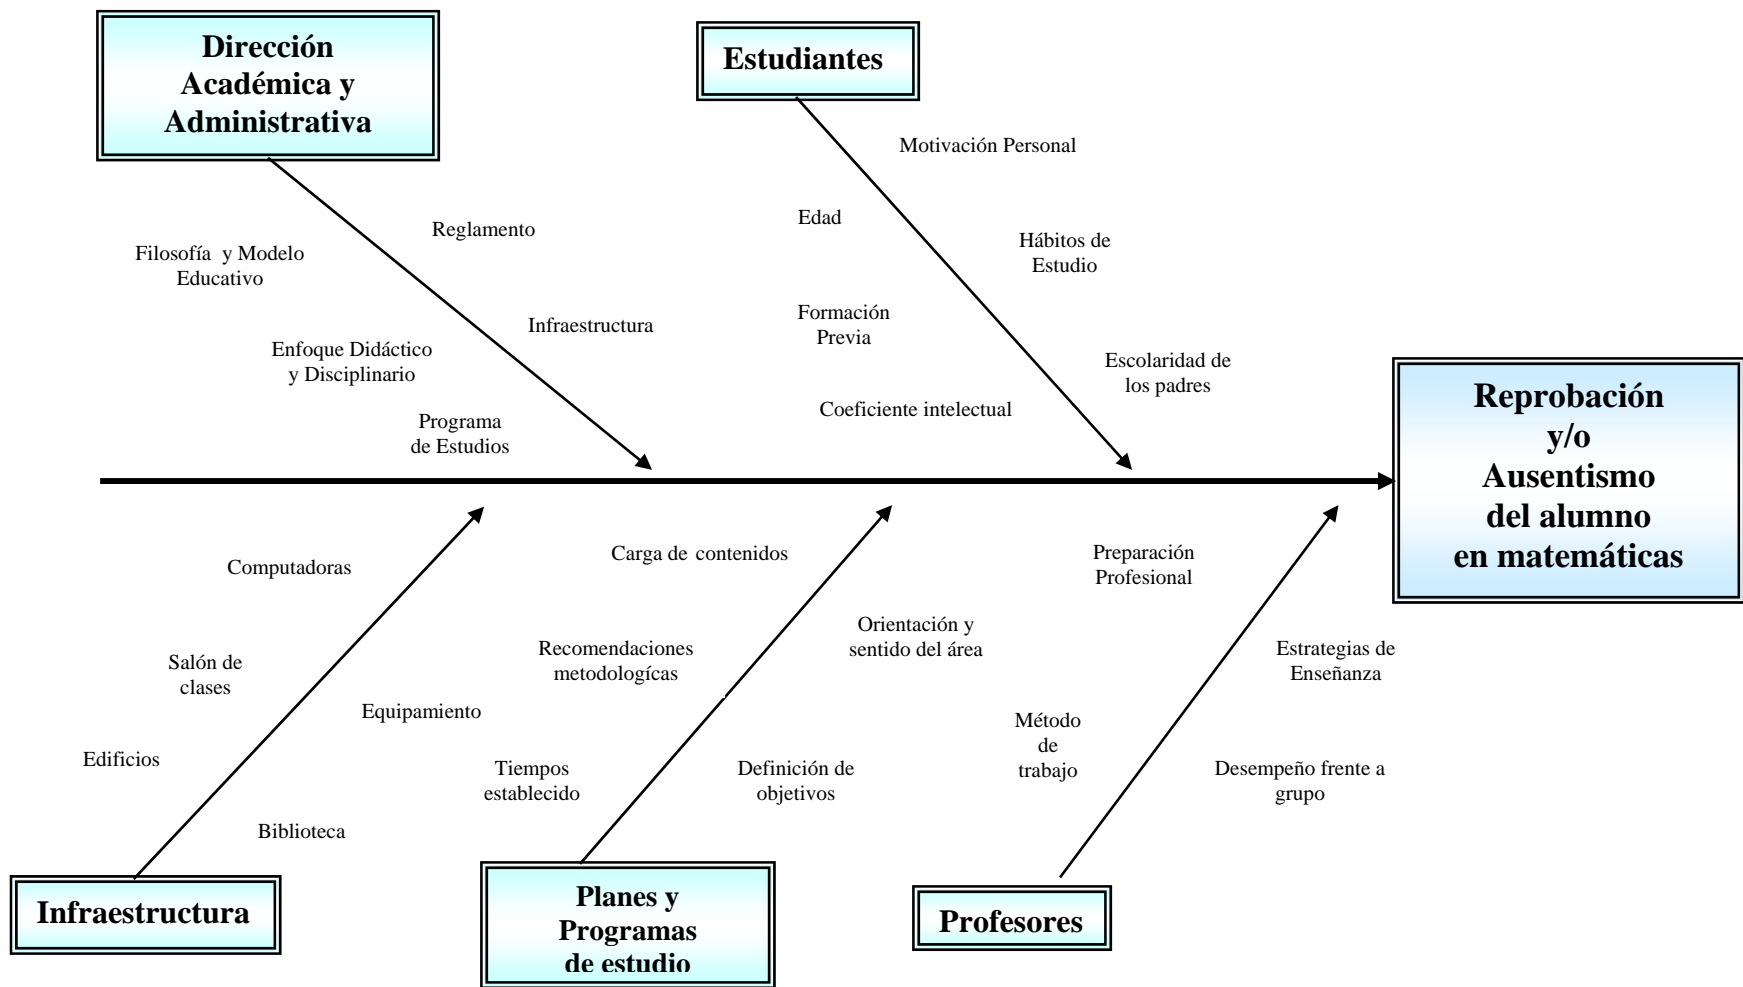 Dirección
Académica y
Administrativa
Estudiantes
Motivación Personal
Edad
Reglamento
Hábitos de
Estudio
Filosofía y Modelo
Educativo
Formación
Previa
Infraestructura
Enfoque Didáctico
y Disciplinario
Escolaridad de
los padres
Coeficiente intelectual
Programa
de Estudios
Reprobación
y/o
Ausentismo
del alumno
en matemáticas
Computadoras
Carga de contenidos
Preparación
Profesional
Orientación y
sentido del área
Recomendaciones
metodologícas
Estrategias de
Enseñanza
Salón de
clases
Equipamiento
Método
de
trabajo
Edificios
Tiempos
establecido
Definición de
objetivos
Desempeño frente a
grupo
Biblioteca
Infraestructura
Planes y
Programas
de estudio
Profesores